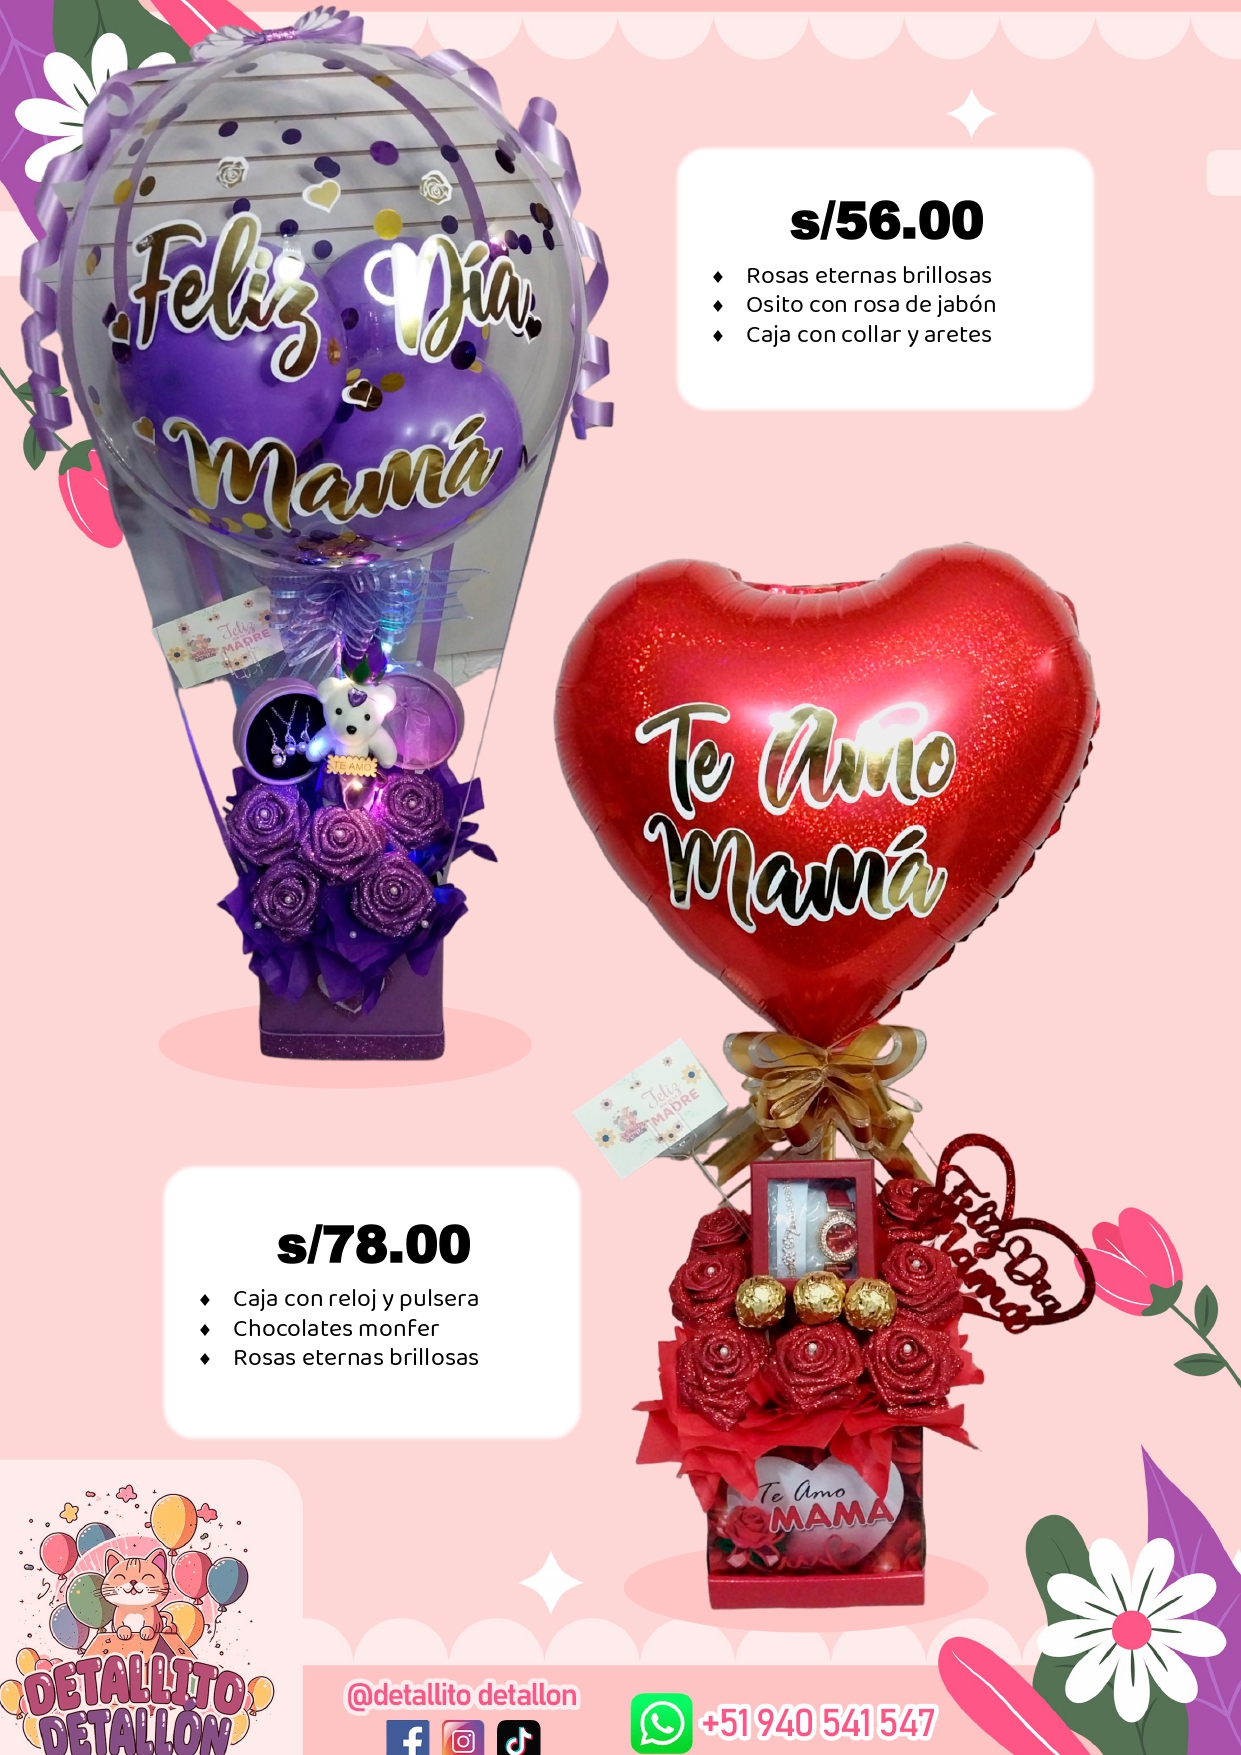 Feliz Día
Mamá
s/56.00
♦ Rosas eternas brillosas
♦ Osito con rosa de jabón
♦ Caja con collar y aretes
Feliz
MADRE
TE AMO
Te Amo
Mamá
Feliz
MADRE
Feliz Día
Mamá
s/78.00
♦ Caja con reloj y pulsera
♦ Chocolates monfer
♦ Rosas eternas brillosas
Te Amo
MAMÁ
DETALLITO
DETALLÓN
@detallito detallon
+51 940 541 547